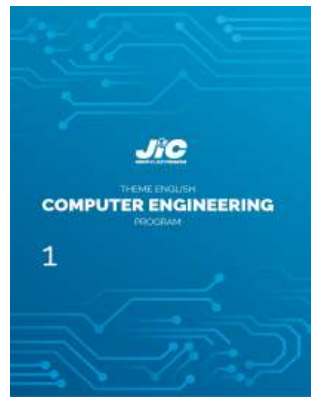 JIC
THEME ENGLISH
COMPUTER ENGINEERING
PROGRAM
1